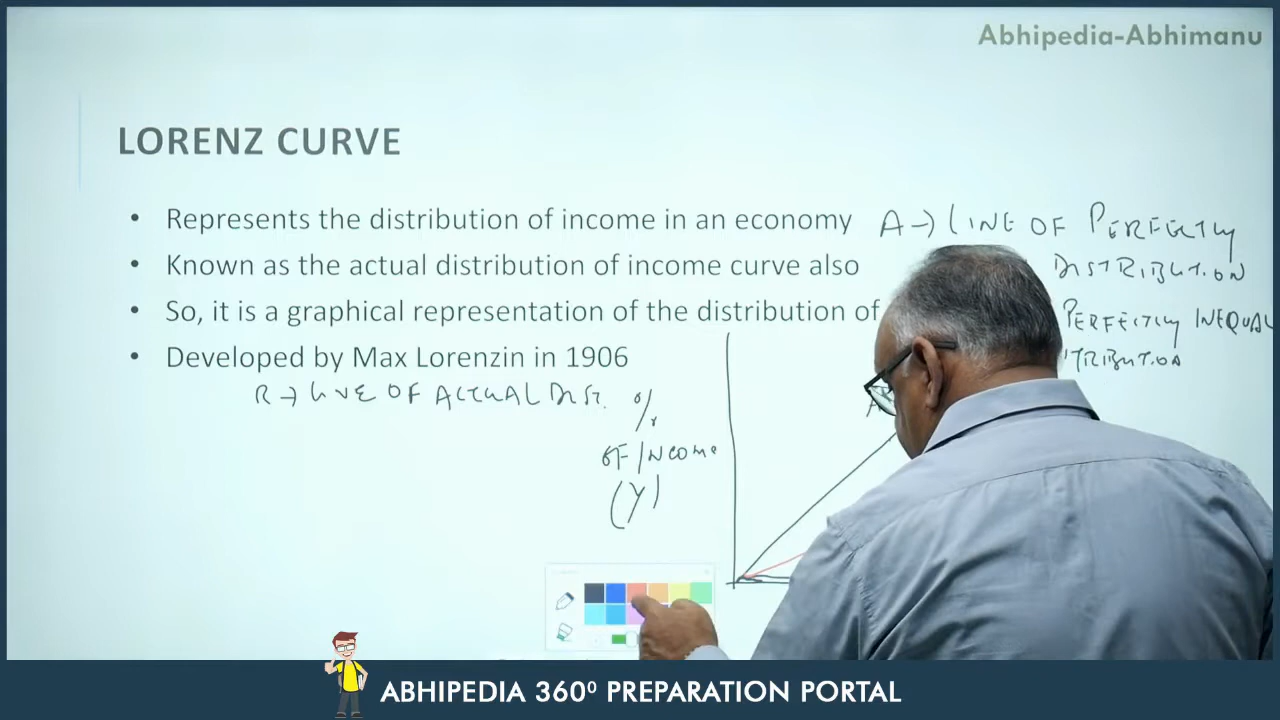 Abhipedia-Abhimanu
LORENZ CURVE
• Represents the distribution of income in an economy
A → LINE OF PERFECTLY
DISTRIBUTION
• Known as the actual distribution of income curve also
• So, it is a graphical representation of the distribution of
PERFECTLY INEQUAL
TRIBUTION
• Developed by Max Lorenzin in 1906
R → LINE OF ACTUAL DIST.
%
OF INCOME
(Y)
A
ABHIPEDIA 360⁰ PREPARATION PORTAL